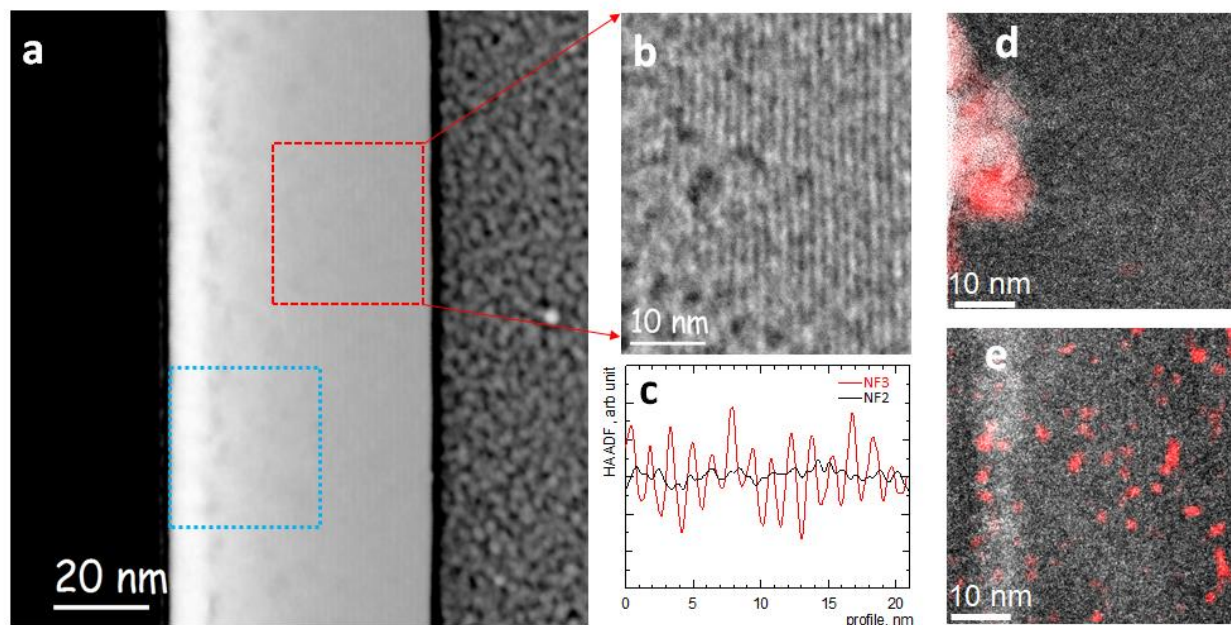 a
20 nm
b
10 nm
c
NF3
NF2
HAADF, arb unit
0 5 10 15 20
profile, nm
d
10 nm
e
10 nm